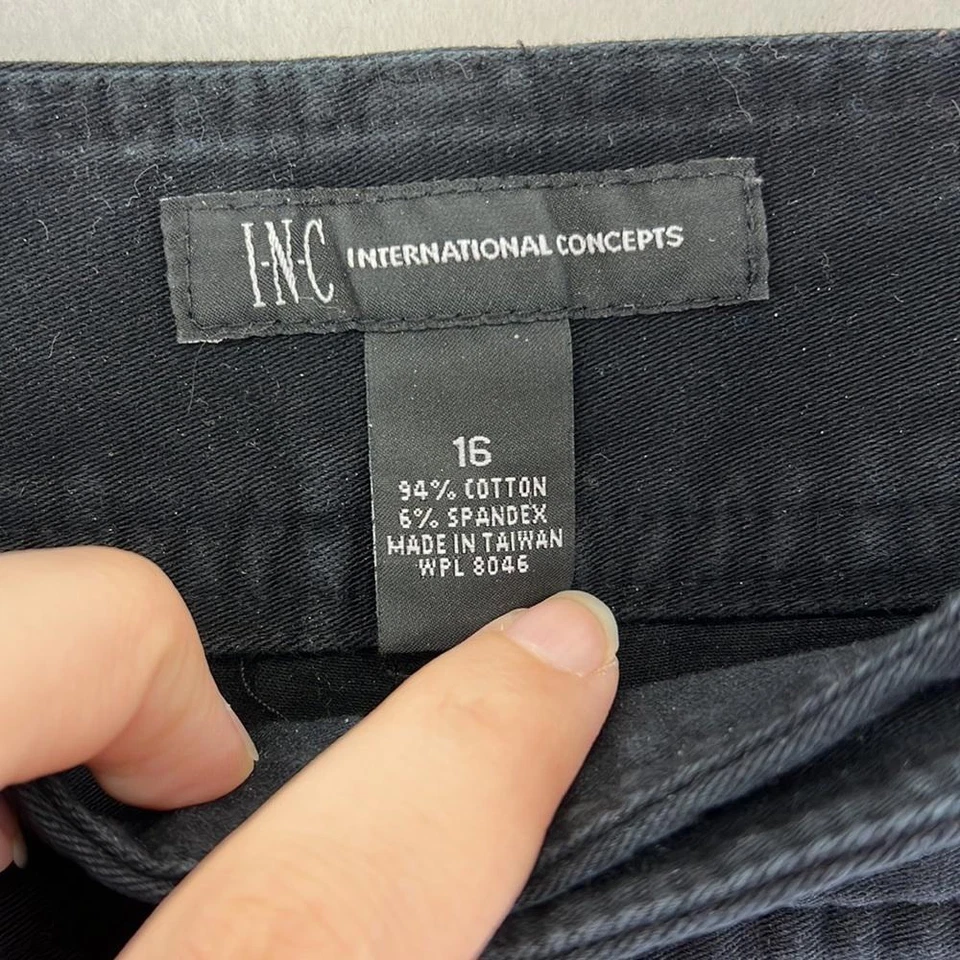 I·N·C INTERNATIONAL CONCEPTS
16
94% COTTON
6% SPANDEX
MADE IN TAIWAN
WPL 8046